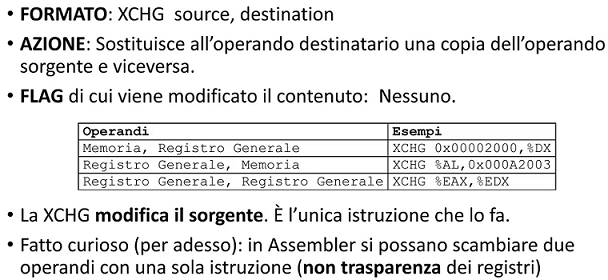 • FORMATO: XCHG source, destination
• AZIONE: Sostituisce all'operando destinatario una copia dell'operando
sorgente e viceversa.
• FLAG di cui viene modificato il contenuto: Nessuno.
Operandi Esempi
Memoria, Registro Generale XCHG 0x00002000,%DX
Registro Generale, Memoria XCHG %AL,0x000A2003
Registro Generale, Registro Generale XCHG %EAX,%EDX
• La XCHG modifica il sorgente. È l'unica istruzione che lo fa.
• Fatto curioso (per adesso): in Assembler si possano scambiare due
operandi con una sola istruzione (non trasparenza dei registri)